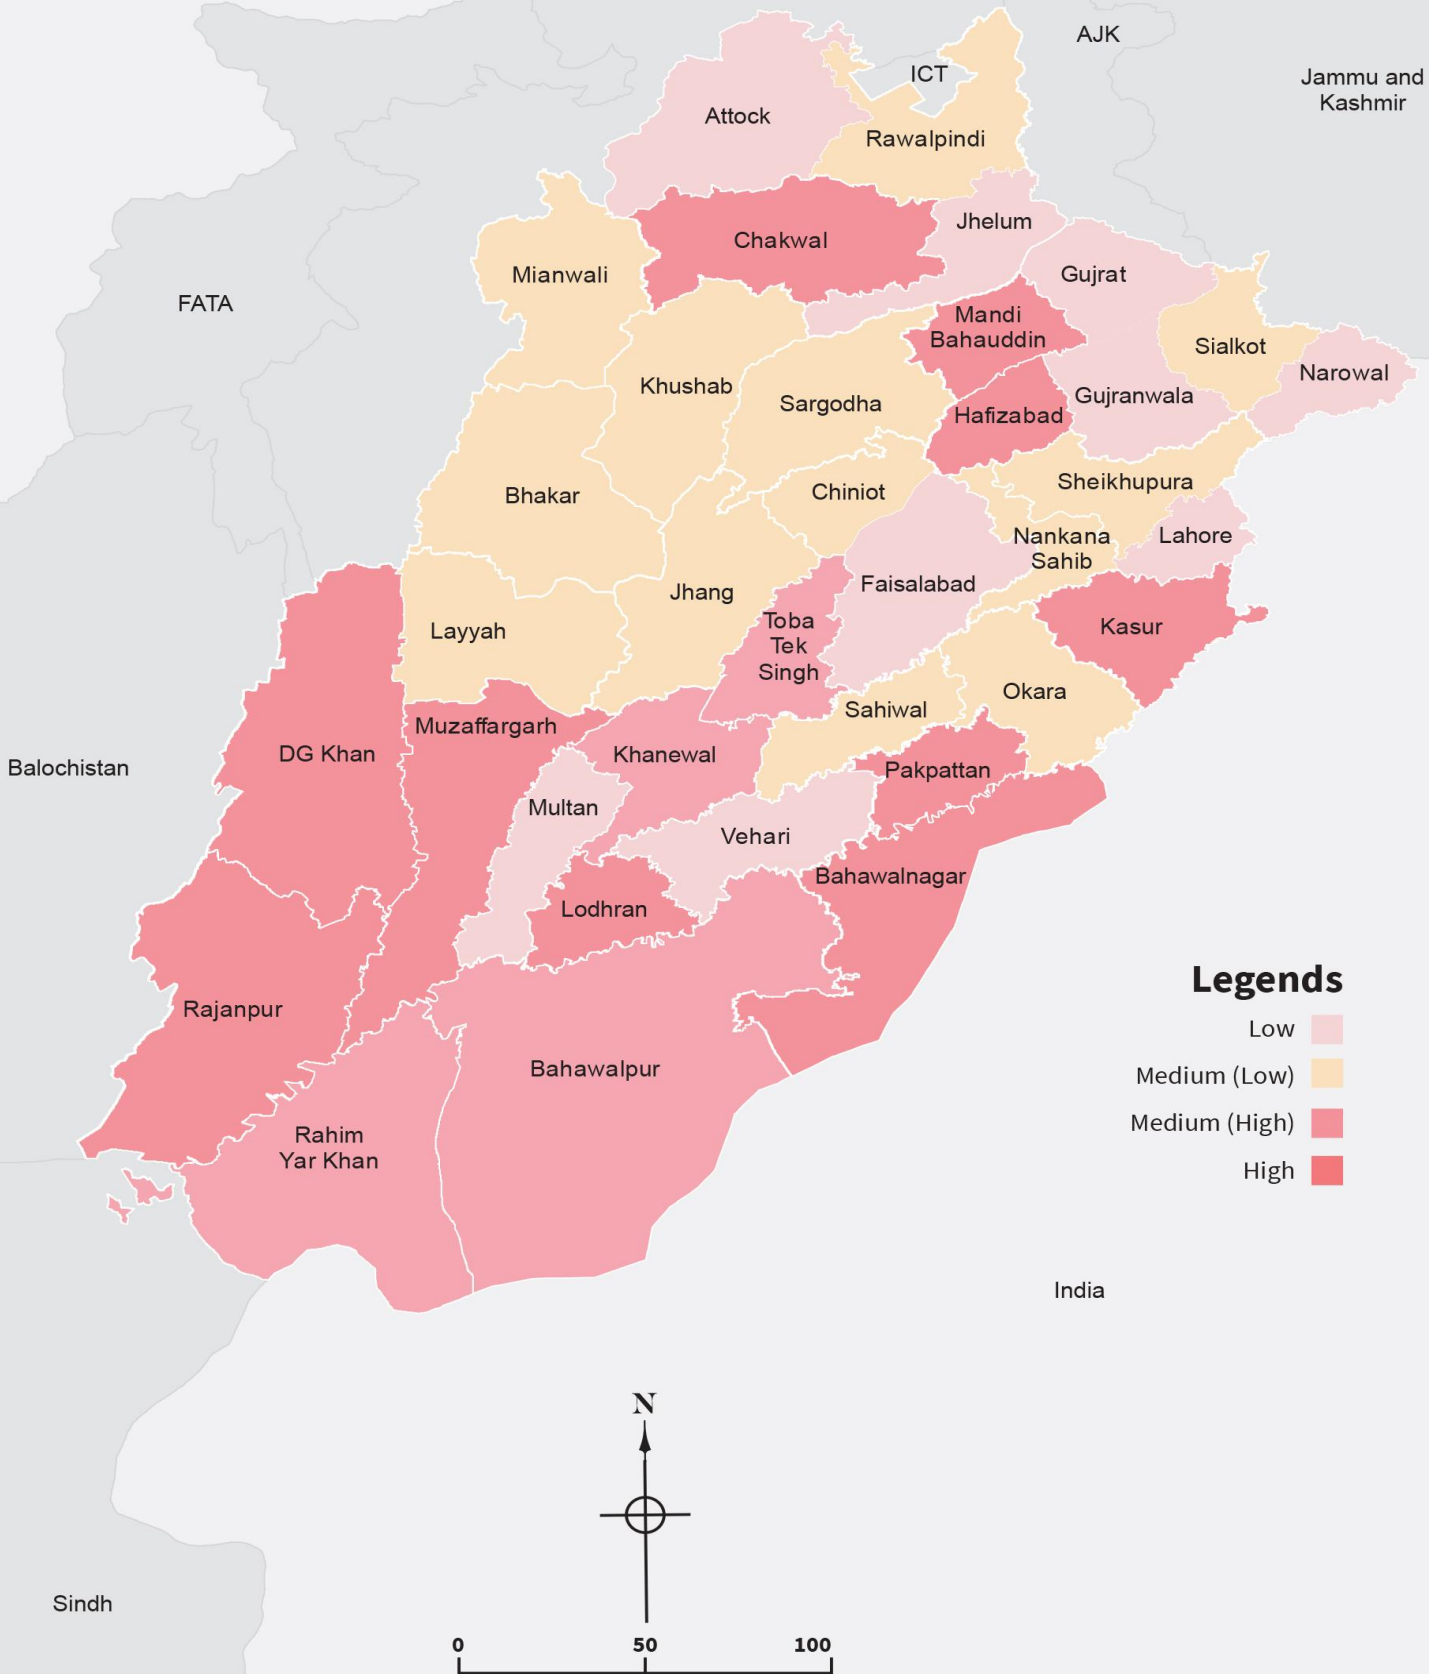 AJK
ICT
Jammu and
Kashmir
Attock
Rawalpindi
Jhelum
Chakwal
Mianwali
Gujrat
FATA
Mandi
Bahauddin
Sialkot
Narowal
Khushab
Sargodha
Gujranwala
Hafizabad
Bhakar
Chiniot
Sheikhupura
Nankana
Sahib
Lahore
Faisalabad
Jhang
Layyah
Toba
Tek
Singh
Kasur
Okara
Sahiwal
Muzaffargarh
DG Khan
Khanewal
Balochistan
Pakpattan
Multan
Vehari
Bahawalnagar
Lodhran
Rajanpur
Bahawalpur
Rahim
Yar Khan
Legends
Low
Medium (Low)
Medium (High)
High
India
N
Sindh
0 50 100